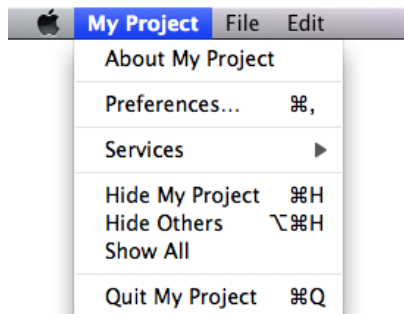 My Project File Edit
About My Project
Preferences... ⌘,
Services
Hide My Project ⌘H
Hide Others ⌥⌘H
Show All
Quit My Project ⌘Q